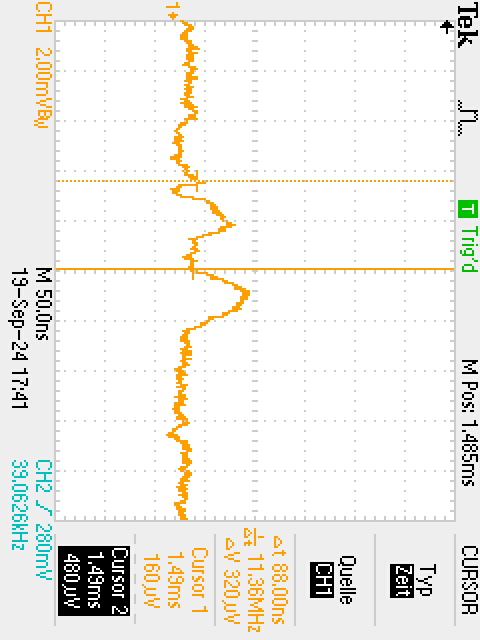 Tek
T Trig'd
M Pos: 1.485ms
CURSOR
Typ
Zeit
Quelle
CH1
Δt 88.00ns
1/Δt 11.36MHz
ΔV 320µV
Cursor 1
1.49ms
160µV
Cursor 2
1.49ms
480µV
1
CH1 2.00mVBW
M 50.0ns
CH2 / 280mV
19-Sep-24 17:41
39.0626kHz